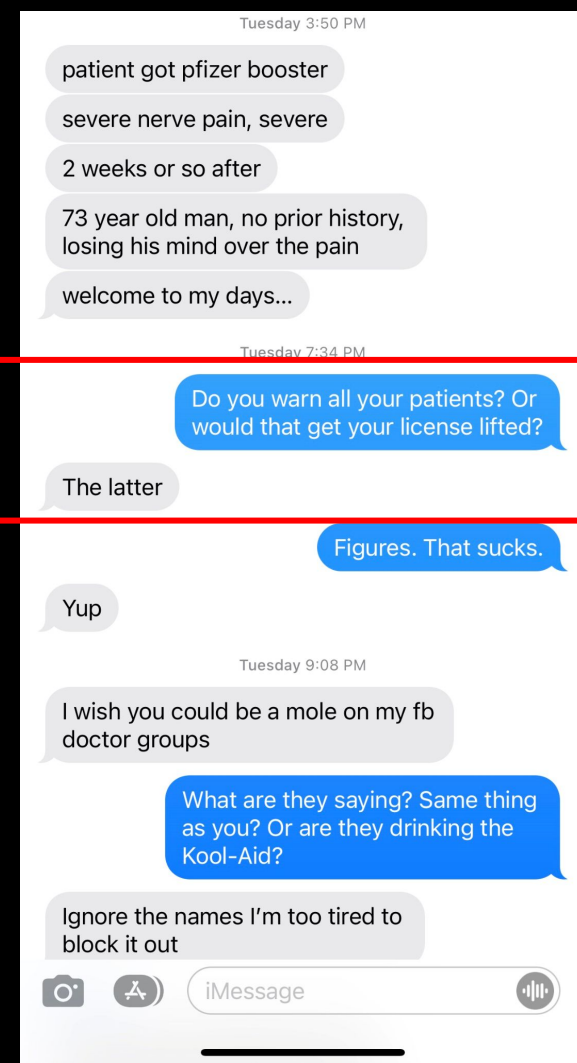 Tuesday 3:50 PM
patient got pfizer booster
severe nerve pain, severe
2 weeks or so after
73 year old man, no prior history,
losing his mind over the pain
welcome to my days...
Tuesday 7:34 PM
Do you warn all your patients? Or
would that get your license lifted?
The latter
Figures. That sucks.
Yup
Tuesday 9:08 PM
I wish you could be a mole on my fb
doctor groups
What are they saying? Same thing
as you? Or are they drinking the
Kool-Aid?
Ignore the names I'm too tired to
block it out
iMessage